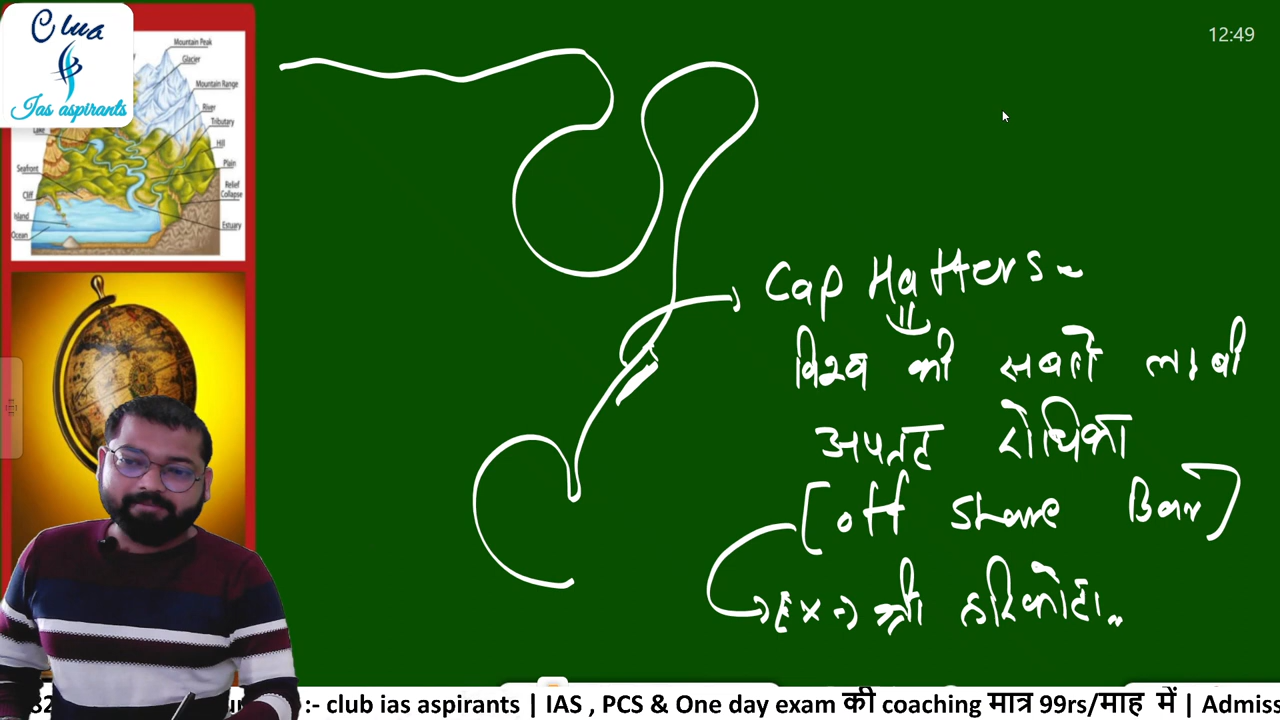 Clua
Ias aspirants
12:49
Mountain Peak
Glacier
Mountain Range
River
Tributary
Hill
Plain
Relief
Collapse
Estuary
Lake
Seafront
Cliff
Island
Ocean
Cap Hatters -
विश्व की सबसे लम्बी
अपतट रोधिका
[off share Bar]
Ex → श्री हरिकोटा..
:- club ias aspirants | IAS , PCS & One day exam की coaching मात्र 99rs/माह में | Admiss